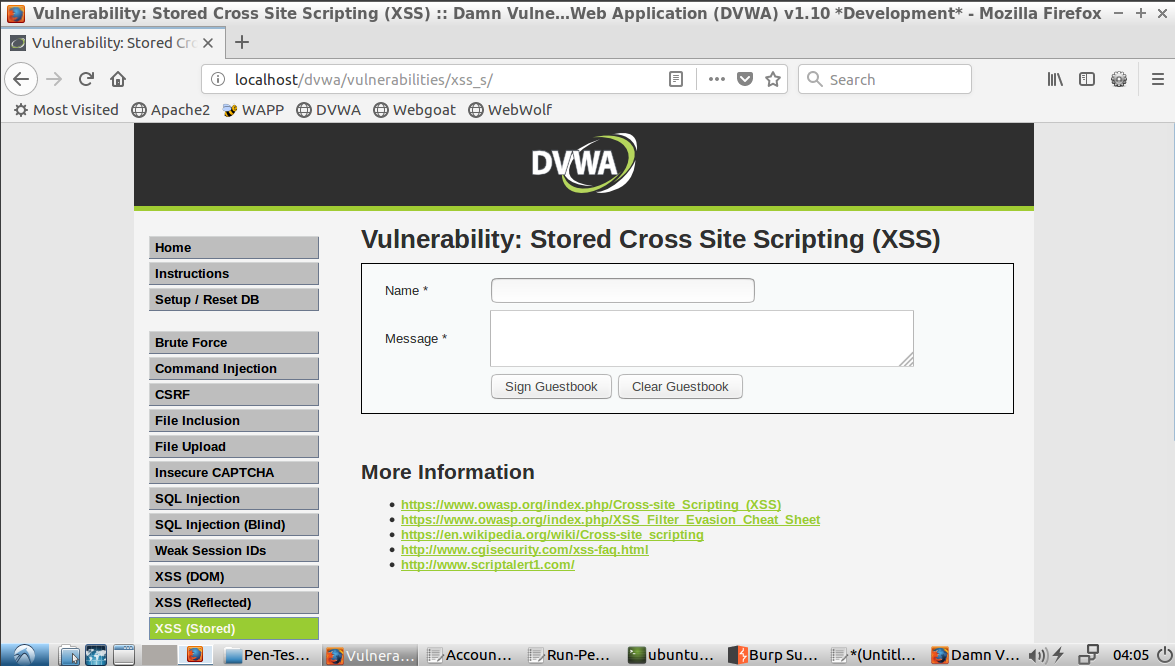 Vulnerability: Stored Cross Site Scripting (XSS) :: Damn Vulne...Web Application (DVWA) v1.10 *Development* - Mozilla Firefox
Vulnerability: Stored Cro
localhost/dvwa/vulnerabilities/xss_s/
Search
Most Visited Apache2 WAPP DVWA Webgoat WebWolf
DVWA
Home
Instructions
Setup / Reset DB
Brute Force
Command Injection
CSRF
File Inclusion
File Upload
Insecure CAPTCHA
SQL Injection
SQL Injection (Blind)
Weak Session IDs
XSS (DOM)
XSS (Reflected)
XSS (Stored)
Vulnerability: Stored Cross Site Scripting (XSS)
Name *
Message *
Sign Guestbook Clear Guestbook
More Information
https://www.owasp.org/index.php/Cross-site_Scripting_(XSS)
https://www.owasp.org/index.php/XSS_Filter_Evasion_Cheat_Sheet
https://en.wikipedia.org/wiki/Cross-site_scripting
http://www.cgisecurity.com/xss-faq.html
http://www.scriptalert1.com/
Pen-Tes... Vulnera... Accoun... Run-Pe... ubuntu... Burp Su... *(Untitl... Damn V... 04:05